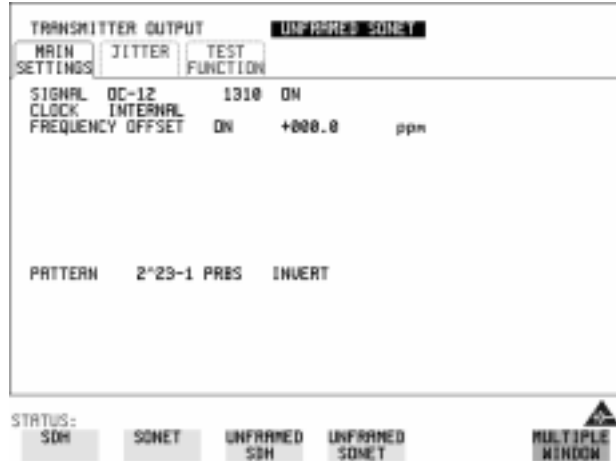 TRANSMITTER OUTPUT UNFRAMED SONET
MAIN SETTINGS JITTER TEST FUNCTION
SIGNAL OC-12 1310 ON
CLOCK INTERNAL
FREQUENCY OFFSET ON +000.0 ppm
PATTERN 2^23-1 PRBS INVERT
STATUS:
SDH SONET UNFRAMED SDH UNFRAMED SONET MULTIPLE WINDOW